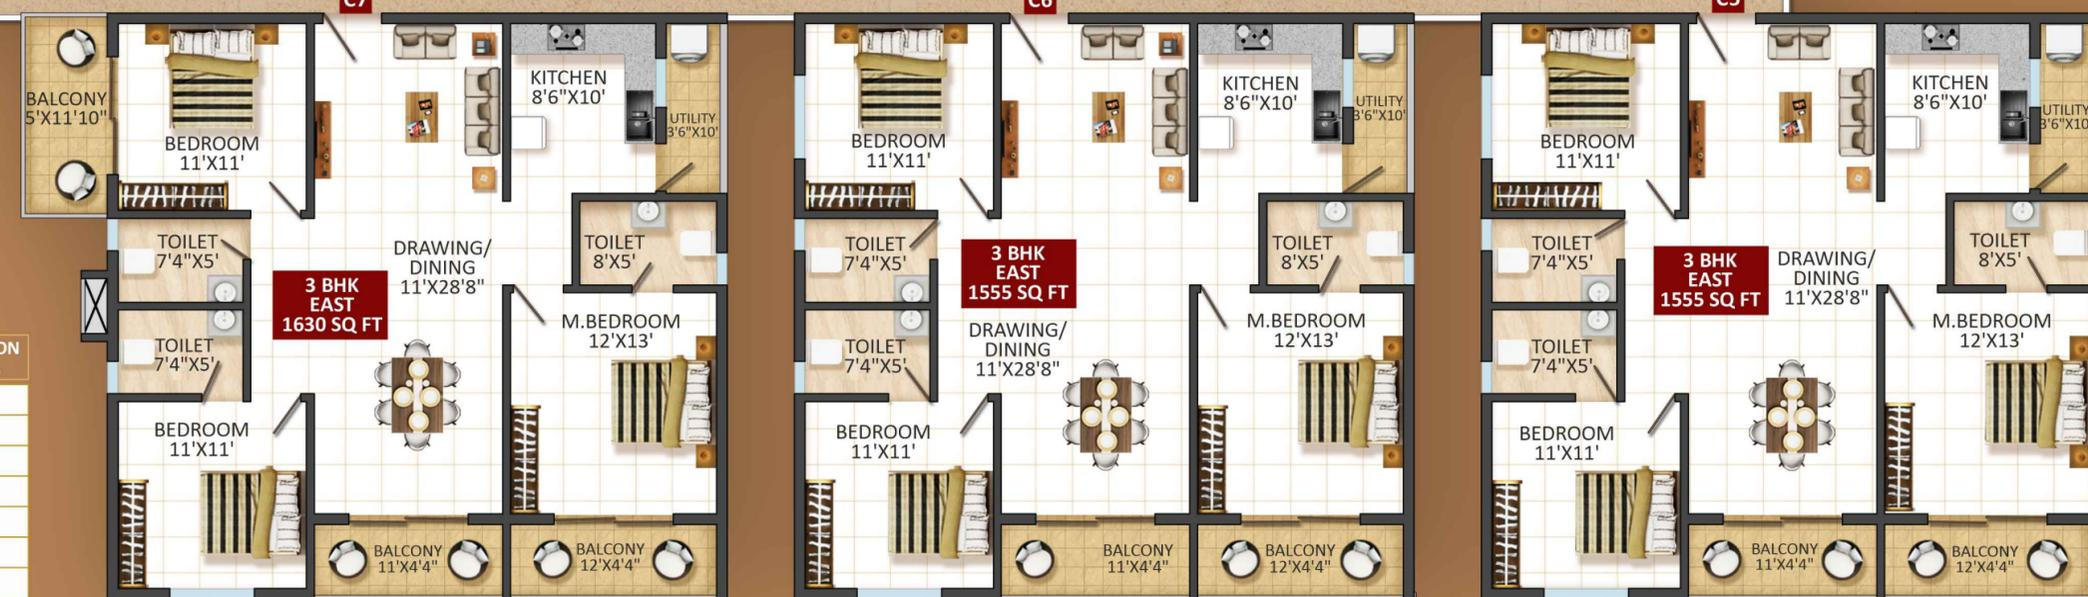 C7
BALCONY
5'X11'10"
BEDROOM
11'X11'
KITCHEN
8'6"X10'
UTILITY
3'6"X10'
TOILET
7'4"X5'
DRAWING/
DINING
11'X28'8"
TOILET
8'X5'
3 BHK
EAST
1630 SQ FT
TOILET
7'4"X5'
M.BEDROOM
12'X13'
BEDROOM
11'X11'
BALCONY
11'X4'4"
BALCONY
12'X4'4"
ON
C6
BEDROOM
11'X11'
KITCHEN
8'6"X10'
UTILITY
3'6"X10'
TOILET
7'4"X5'
3 BHK
EAST
1555 SQ FT
TOILET
8'X5'
DRAWING/
DINING
11'X28'8"
TOILET
7'4"X5'
M.BEDROOM
12'X13'
BEDROOM
11'X11'
BALCONY
11'X4'4"
BALCONY
12'X4'4"
C5
BEDROOM
11'X11'
KITCHEN
8'6"X10'
UTILITY
3'6"X10
TOILET
7'4"X5'
3 BHK
EAST
1555 SQ FT
DRAWING/
DINING
11'X28'8"
TOILET
8'X5'
TOILET
7'4"X5'
M.BEDROOM
12'X13'
BEDROOM
11'X11'
BALCONY
11'X4'4"
BALCONY
12'X4'4"